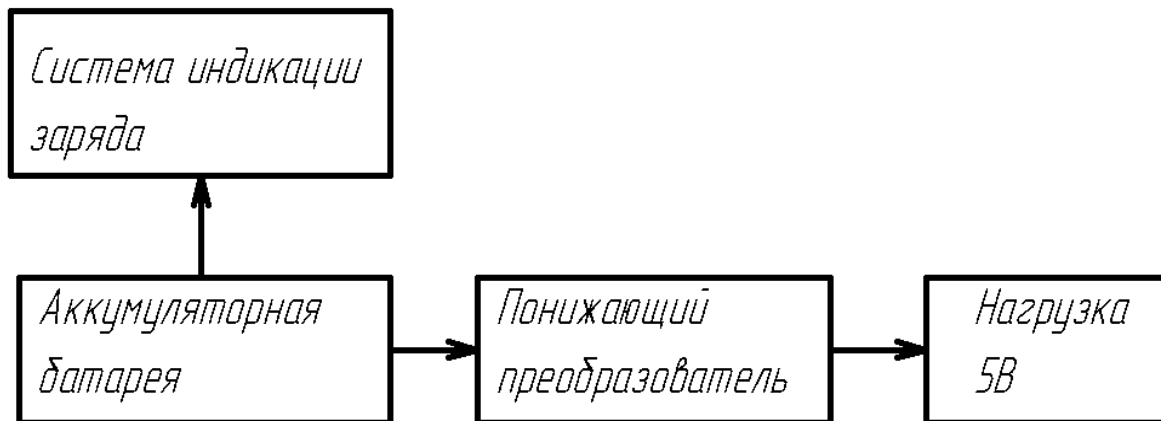 Система индикации
заряда
Аккумуляторная
батарея
Понижающий
преобразователь
Нагрузка
5В